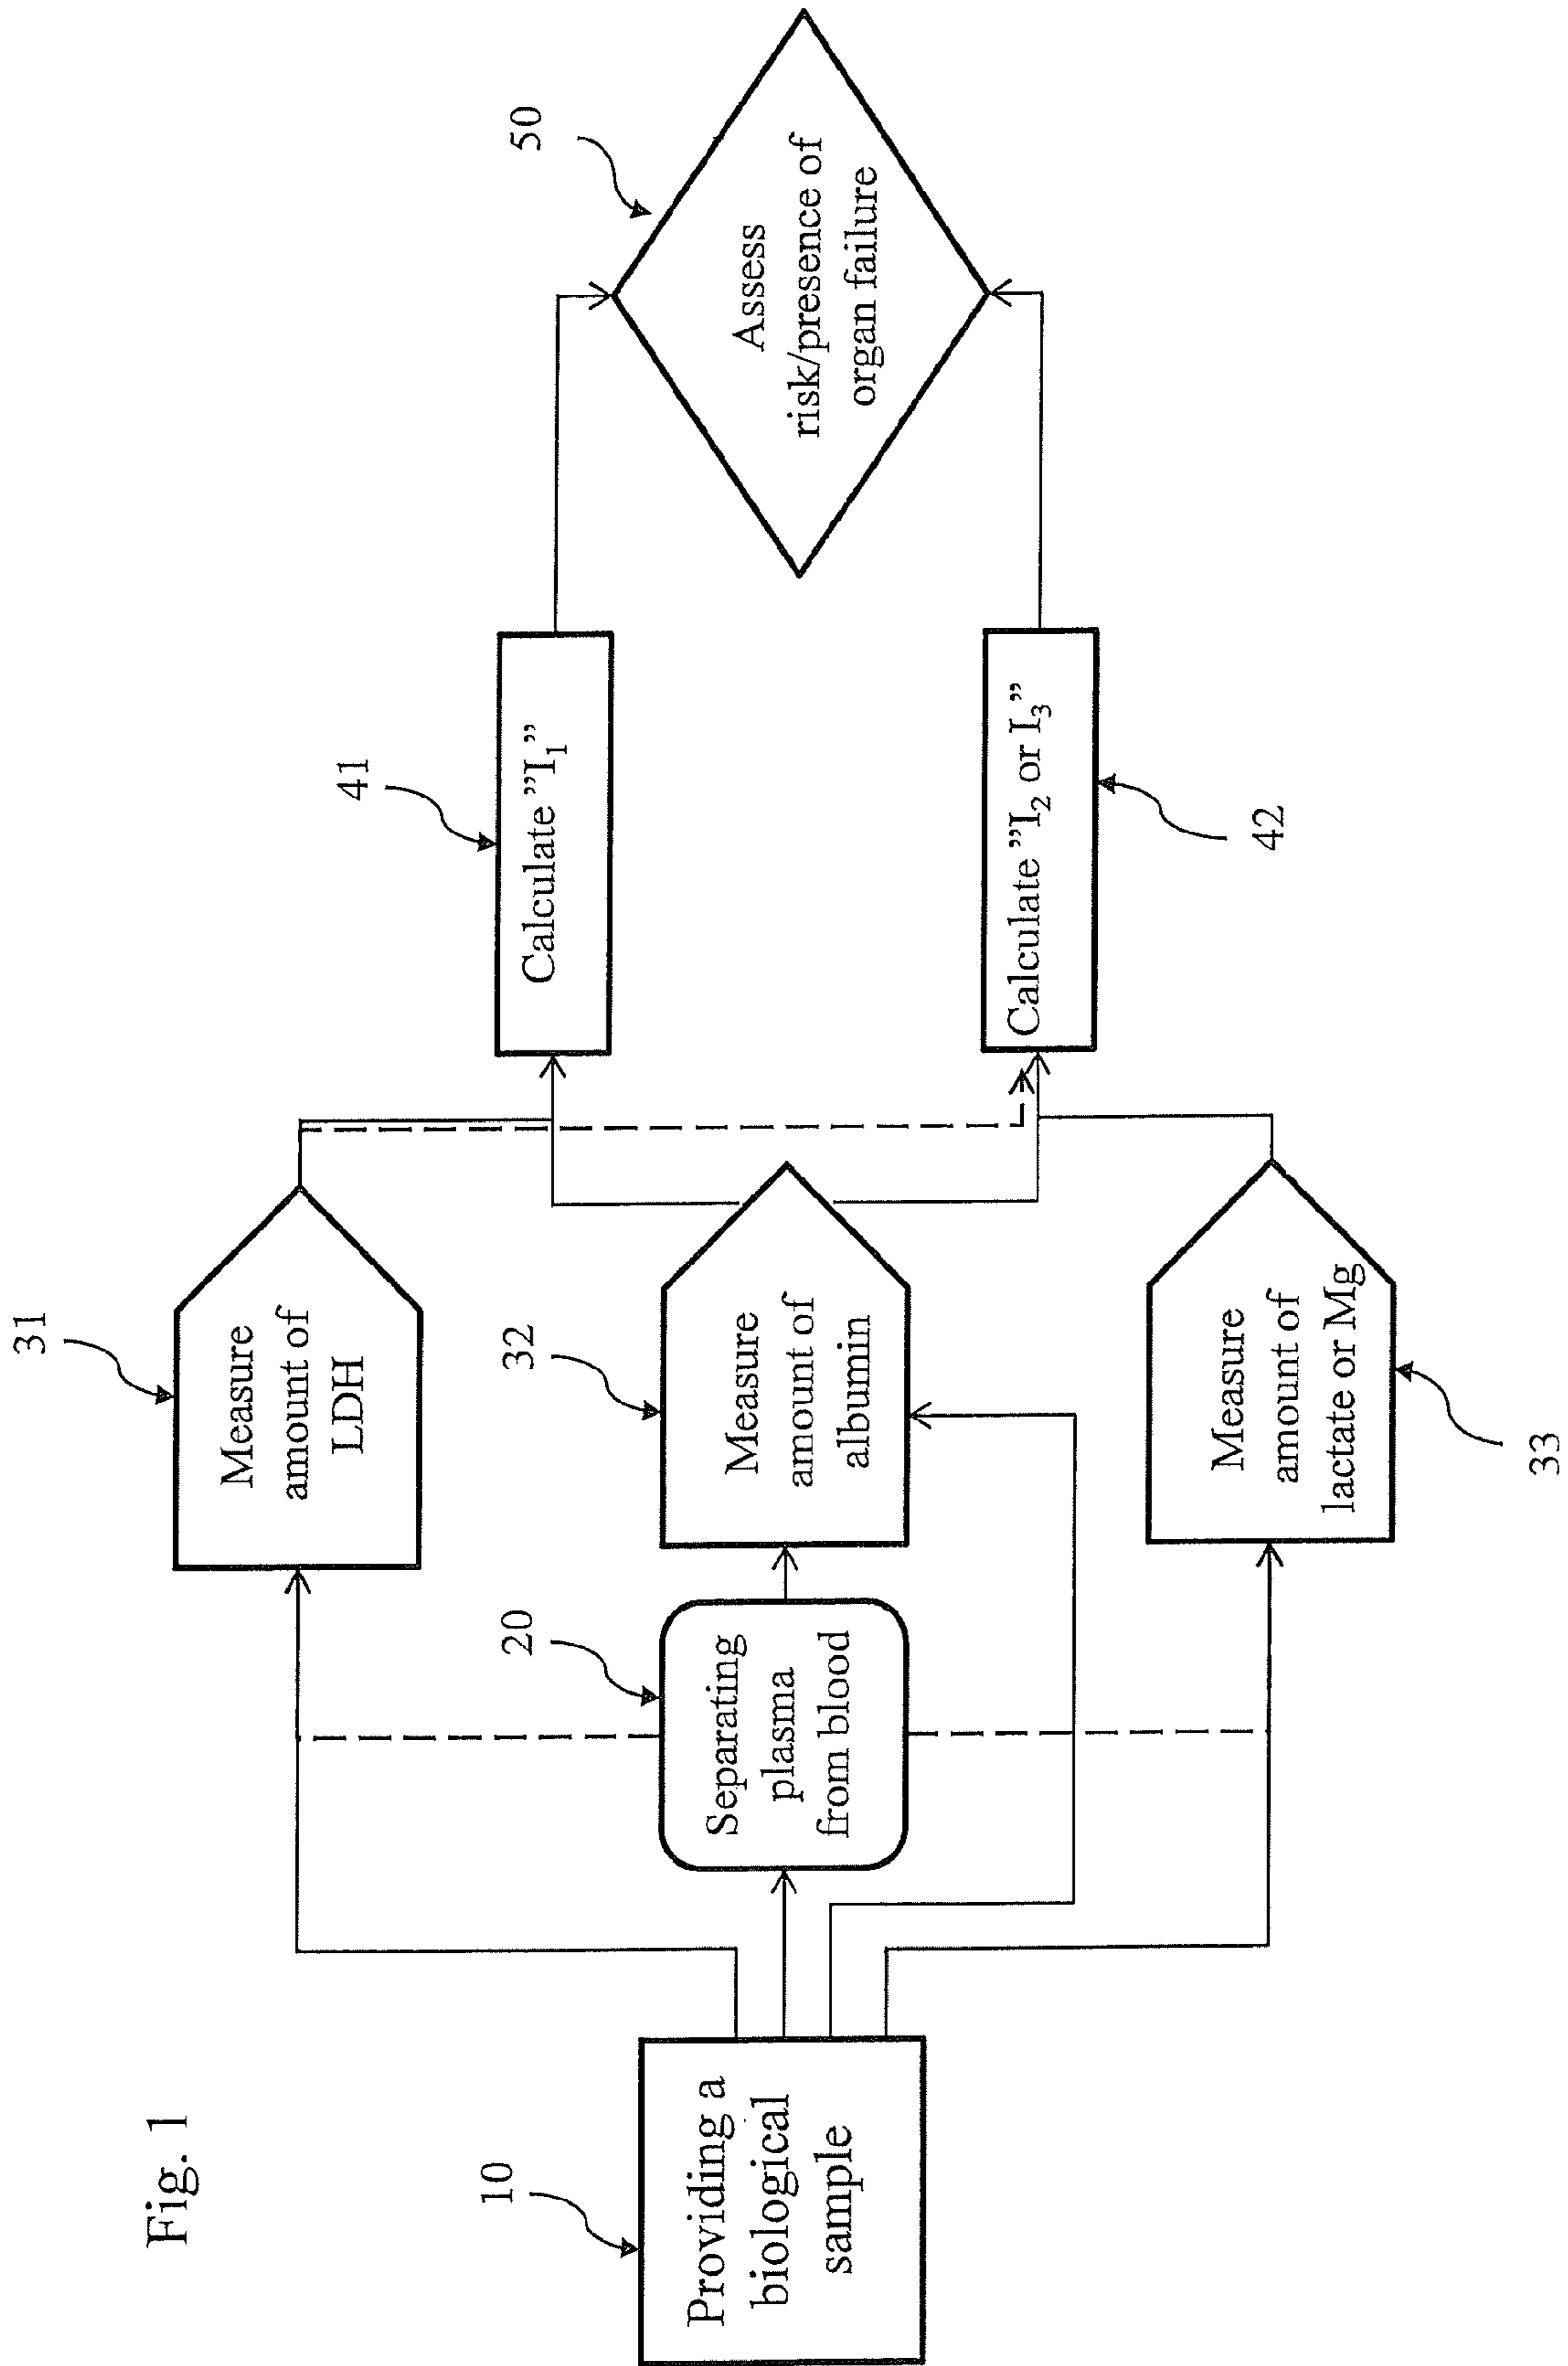 Fig. 1
10
Providing a
biological
sample
20
Separating
plasma
from blood
31
Measure
amount of
LDH
32
Measure
amount of
albumin
33
Measure
amount of
lactate or Mg
41
Calculate ”I₁”
42
Calculate ”I₂ or I₃”
50
Assess
risk/presence of
organ failure